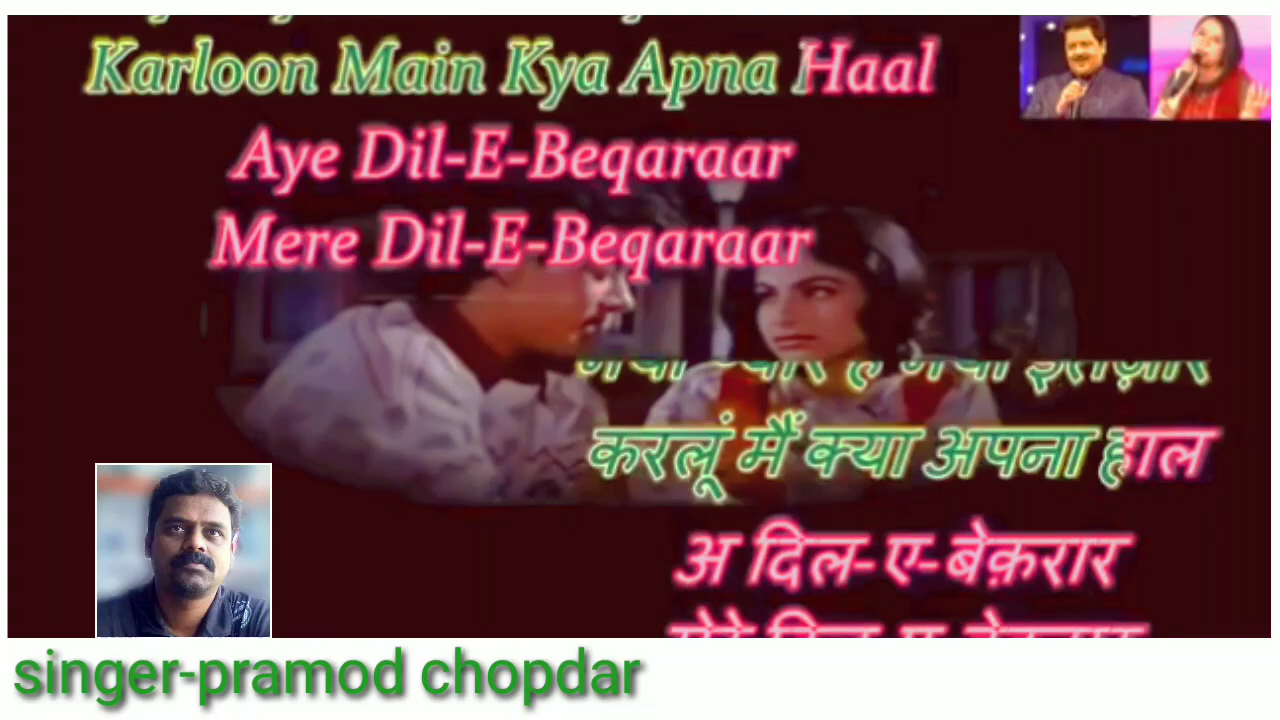 Karloon Main Kya Apna Haal
Aye Dil-E-Beqaraar
Mere Dil-E-Beqaraar
करलूं मैं क्या अपना हाल
अ दिल-ए-बेक़रार
singer-pramod chopdar